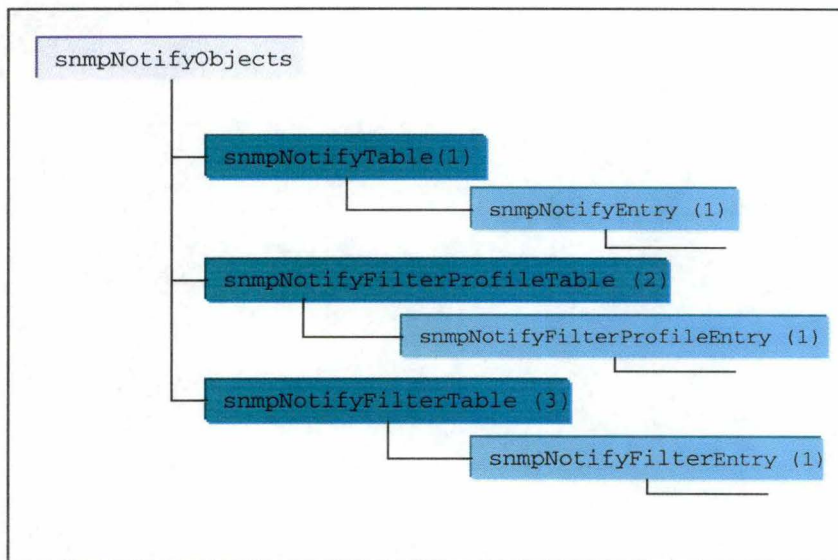 snmpNotifyObjects
snmpNotifyTable(1)
snmpNotifyEntry (1)
snmpNotifyFilterProfileTable (2)
snmpNotifyFilterProfileEntry (1)
snmpNotifyFilterTable (3)
snmpNotifyFilterEntry (1)